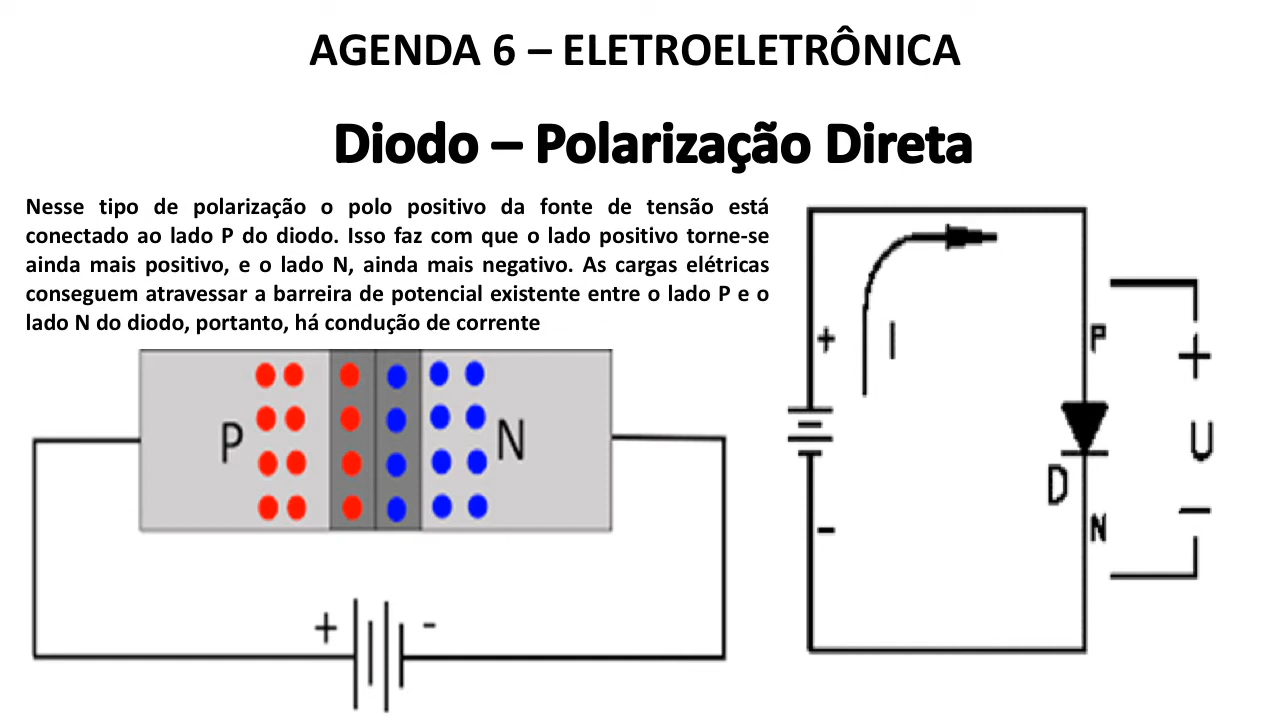 AGENDA 6 – ELETROELETRÔNICA
Diodo – Polarização Direta
Nesse tipo de polarização o polo positivo da fonte de tensão está
conectado ao lado P do diodo. Isso faz com que o lado positivo torne-se
ainda mais positivo, e o lado N, ainda mais negativo. As cargas elétricas
conseguem atravessar a barreira de potencial existente entre o lado P e o
lado N do diodo, portanto, há condução de corrente
P
N
+
-
+
I
-
P
D
N
+
U
-